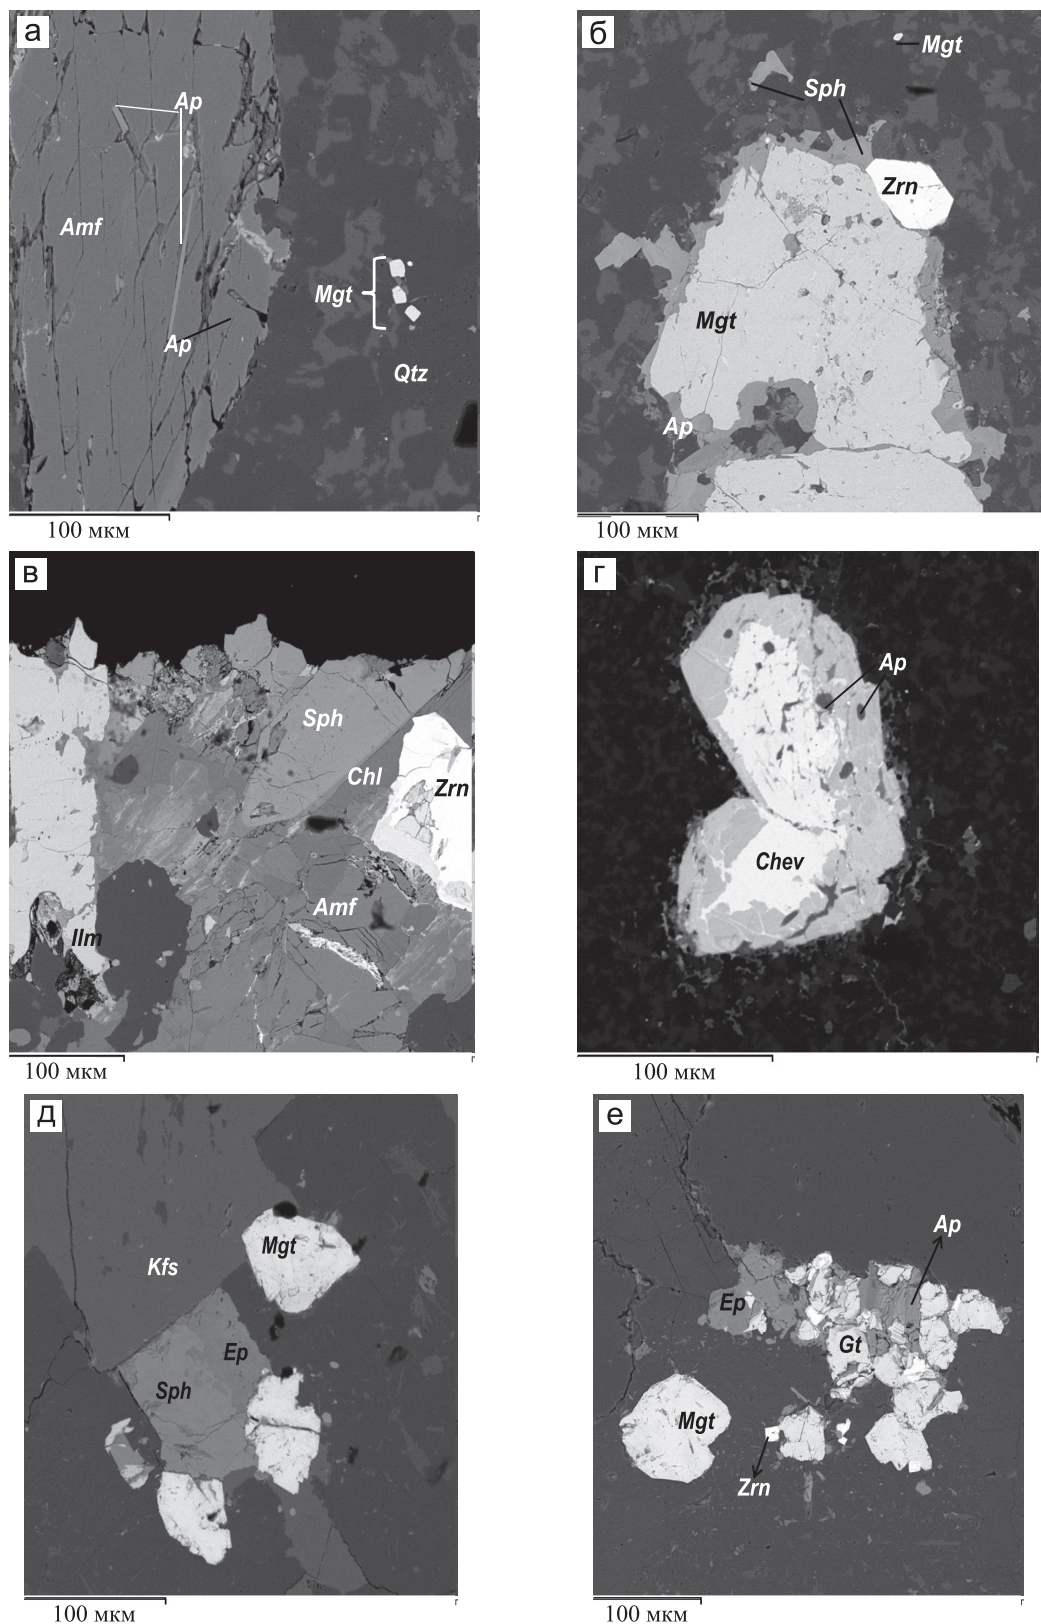 а
Ap
Amf
Mgt
Ap
Qtz
100 мкм
б
Mgt
Sph
Zrn
Mgt
Ap
100 мкм
в
Sph
Chl
Zrn
Amf
Ilm
100 мкм
г
Ap
Chev
100 мкм
д
Mgt
Kfs
Ep
Sph
100 мкм
е
Ap
Ep
Gt
Mgt
Zrn
100 мкм